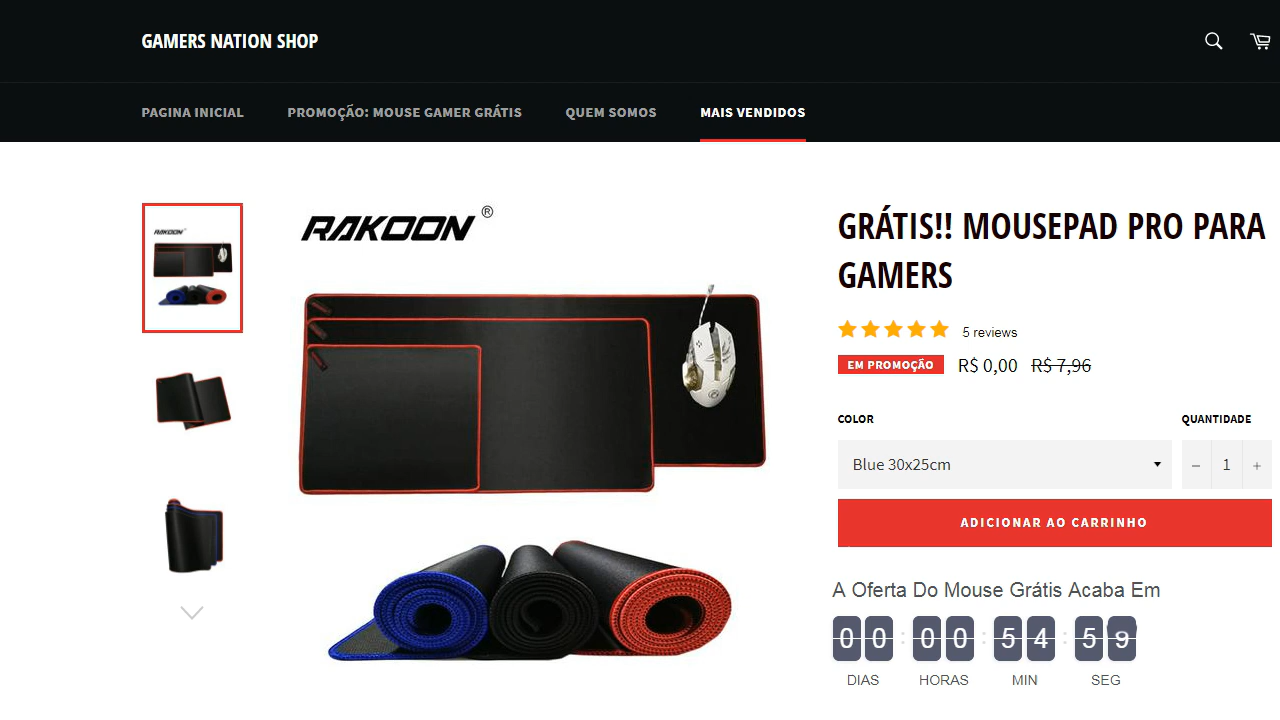 GAMERS NATION SHOP
PAGINA INICIAL PROMOÇÃO: MOUSE GAMER GRÁTIS QUEM SOMOS MAIS VENDIDOS
RAKOON ®
RAKOON
GRÁTIS!! MOUSEPAD PRO PARA
GAMERS
5 reviews
EM PROMOÇÃO R$ 0,00 R$ 7,96
COLOR QUANTIDADE
Blue 30x25cm − 1 +
ADICIONAR AO CARRINHO
A Oferta Do Mouse Grátis Acaba Em
00 : 00 : 54 : 59
DIAS HORAS MIN SEG